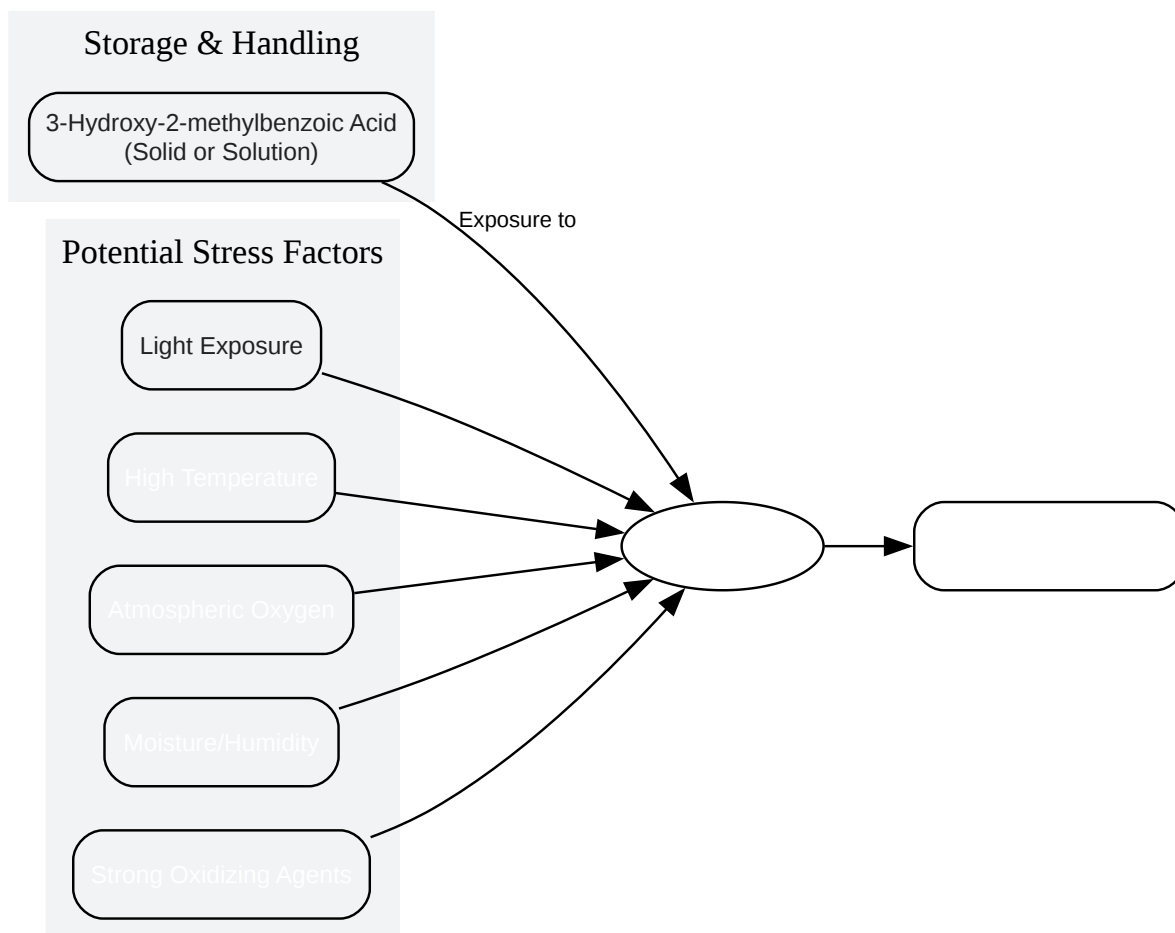 Storage & Handling
3-Hydroxy-2-methylbenzoic Acid
(Solid or Solution)
Exposure to
Potential Stress Factors
Light Exposure
High Temperature
Atmospheric Oxygen
Moisture/Humidity
Strong Oxidizing Agents